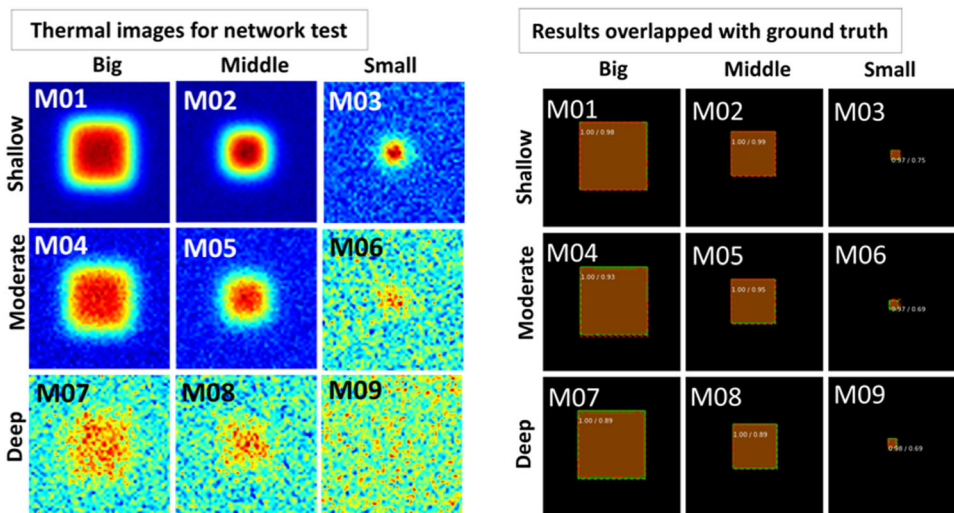 Thermal images for network test
Big Middle Small
Shallow
M01 M02 M03
Moderate
M04 M05 M06
Deep
M07 M08 M09
Results overlapped with ground truth
Big Middle Small
Shallow
M01 M02 M03
1.00 / 0.98 1.00 / 0.99 0.97 / 0.75
Moderate
M04 M05 M06
1.00 / 0.93 1.00 / 0.95 0.97 / 0.69
Deep
M07 M08 M09
1.00 / 0.89 1.00 / 0.89 0.98 / 0.69